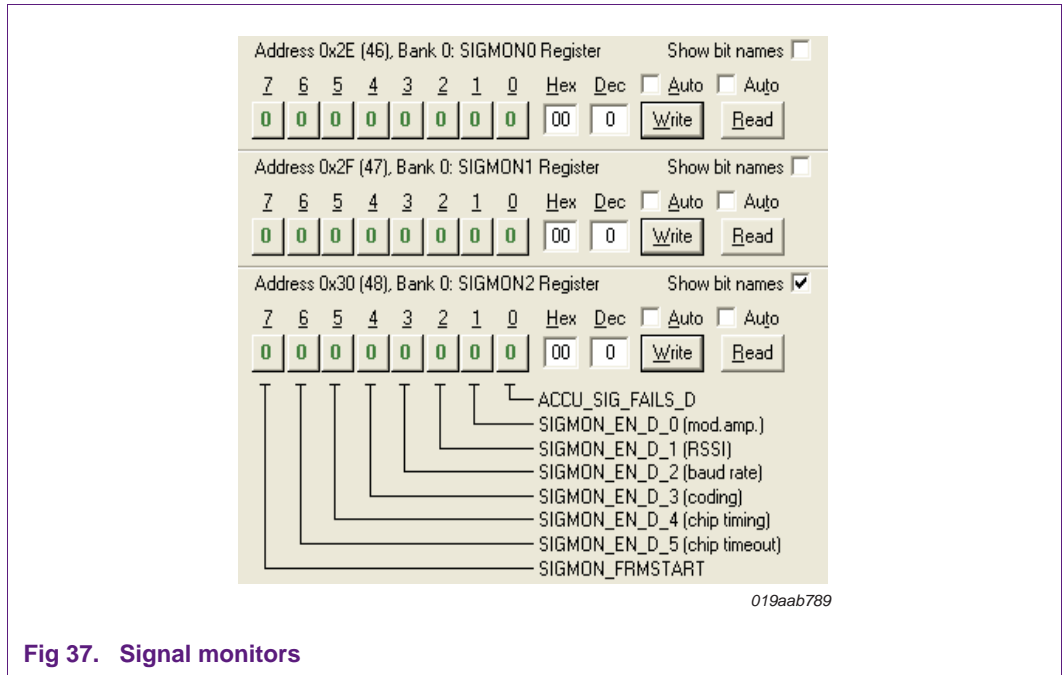 Address 0x2E (46), Bank 0: SIGMON0 Register Show bit names
7 6 5 4 3 2 1 0 Hex Dec Auto Auto
0 0 0 0 0 0 0 0 00 0 Write Read
Address 0x2F (47), Bank 0: SIGMON1 Register Show bit names
7 6 5 4 3 2 1 0 Hex Dec Auto Auto
0 0 0 0 0 0 0 0 00 0 Write Read
Address 0x30 (48), Bank 0: SIGMON2 Register Show bit names
7 6 5 4 3 2 1 0 Hex Dec Auto Auto
0 0 0 0 0 0 0 0 00 0 Write Read
ACCU_SIG_FAILS_D
SIGMON_EN_D_0 (mod.amp.)
SIGMON_EN_D_1 (RSSI)
SIGMON_EN_D_2 (baud rate)
SIGMON_EN_D_3 (coding)
SIGMON_EN_D_4 (chip timing)
SIGMON_EN_D_5 (chip timeout)
SIGMON_FRMSTART
019aab789
Fig 37. Signal monitors